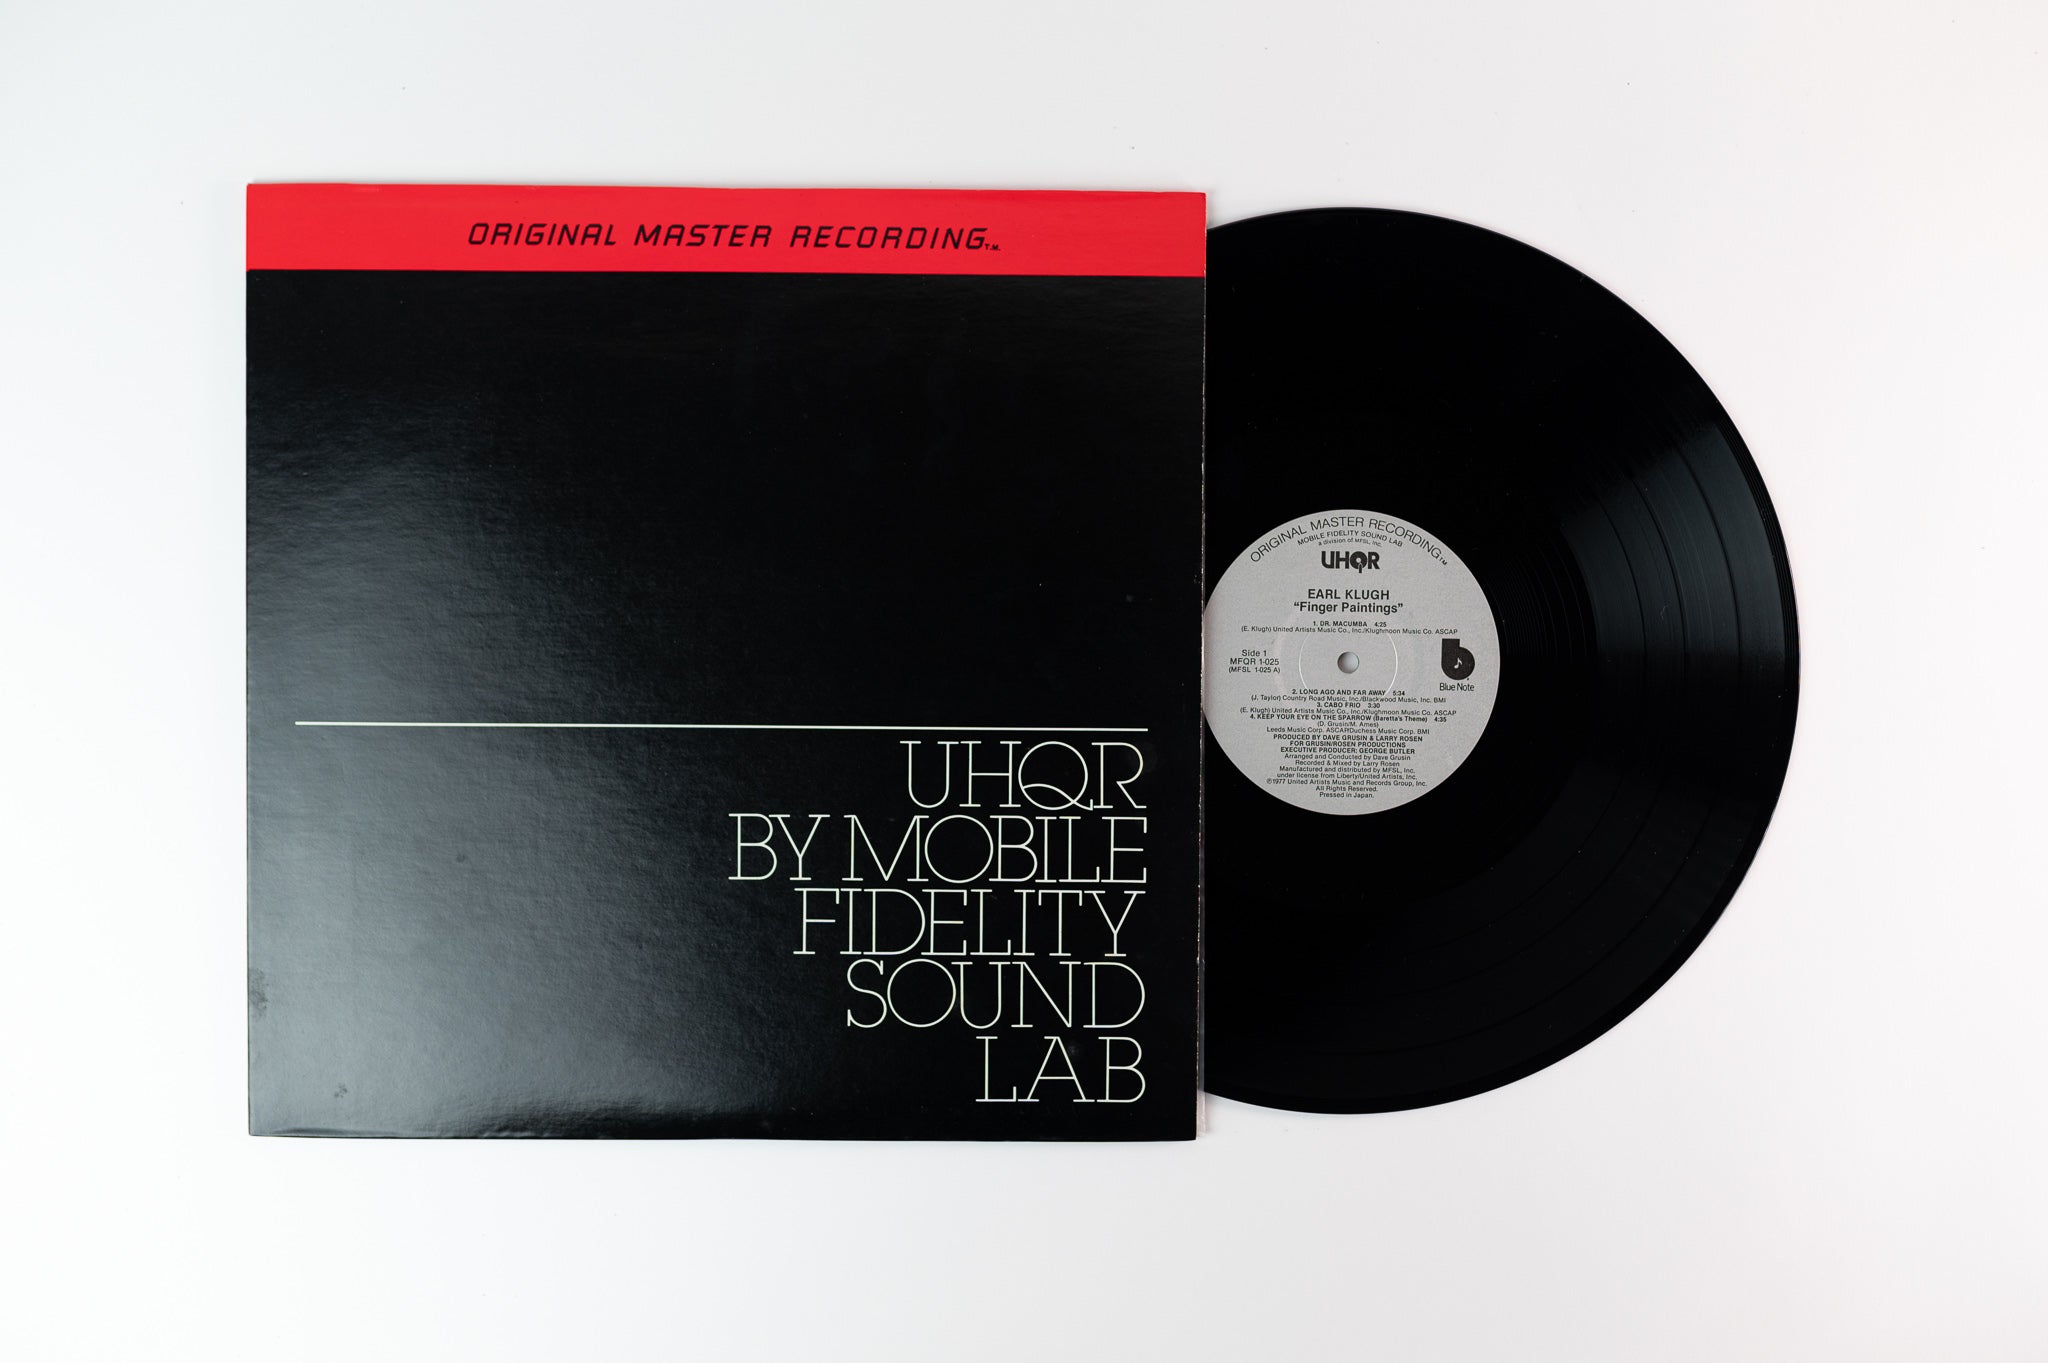 ORIGINAL MASTER RECORDING T.M.
UHQR
BY MOBILE
FIDELITY
SOUND
LAB
ORIGINAL MASTER RECORDING™
MOBILE FIDELITY SOUND LAB
a division of MFSL, Inc.
UHQR
EARL KLUGH
“Finger Paintings”
1. DR. MACUMBA 4:25
(E. Klugh) United Artists Music Co., Inc./Klughmoon Music Co. ASCAP
Side 1
MFQR 1-025
(MFSL 1-025 A)
b
Blue Note
2. LONG AGO AND FAR AWAY 5:34
(J. Taylor) Country Road Music, Inc./Blackwood Music, Inc. BMI
3. CABO FRIO 3:30
(E. Klugh) United Artists Music Co., Inc./Klughmoon Music Co. ASCAP
4. KEEP YOUR EYE ON THE SPARROW (Baretta's Theme) 4:35
(D. Grusin/M. Ames)
Leeds Music Corp. ASCAP/Duchess Music Corp. BMI
PRODUCED BY DAVE GRUSIN & LARRY ROSEN
FOR GRUSIN/ROSEN PRODUCTIONS
EXECUTIVE PRODUCER: GEORGE BUTLER
Arranged and Conducted by Dave Grusin
Recorded & Mixed by Larry Rosen
Manufactured and distributed by MFSL, Inc.
under license from Liberty/United Artists, Inc.
℗1977 United Artists Music and Records Group, Inc.
All Rights Reserved.
Pressed in Japan.